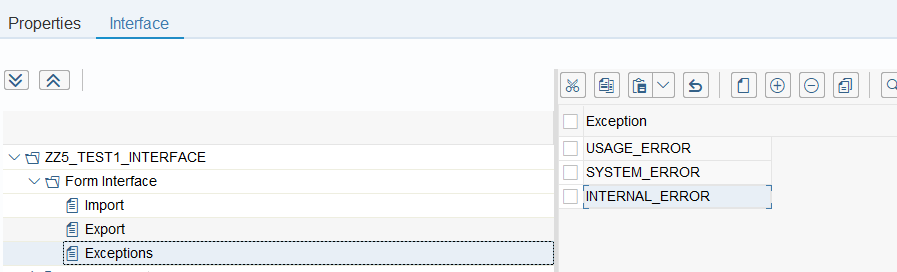 Properties Interface
Exception
ZZ5_TEST1_INTERFACE
USAGE_ERROR
Form Interface
SYSTEM_ERROR
Import
INTERNAL_ERROR
Export
Exceptions